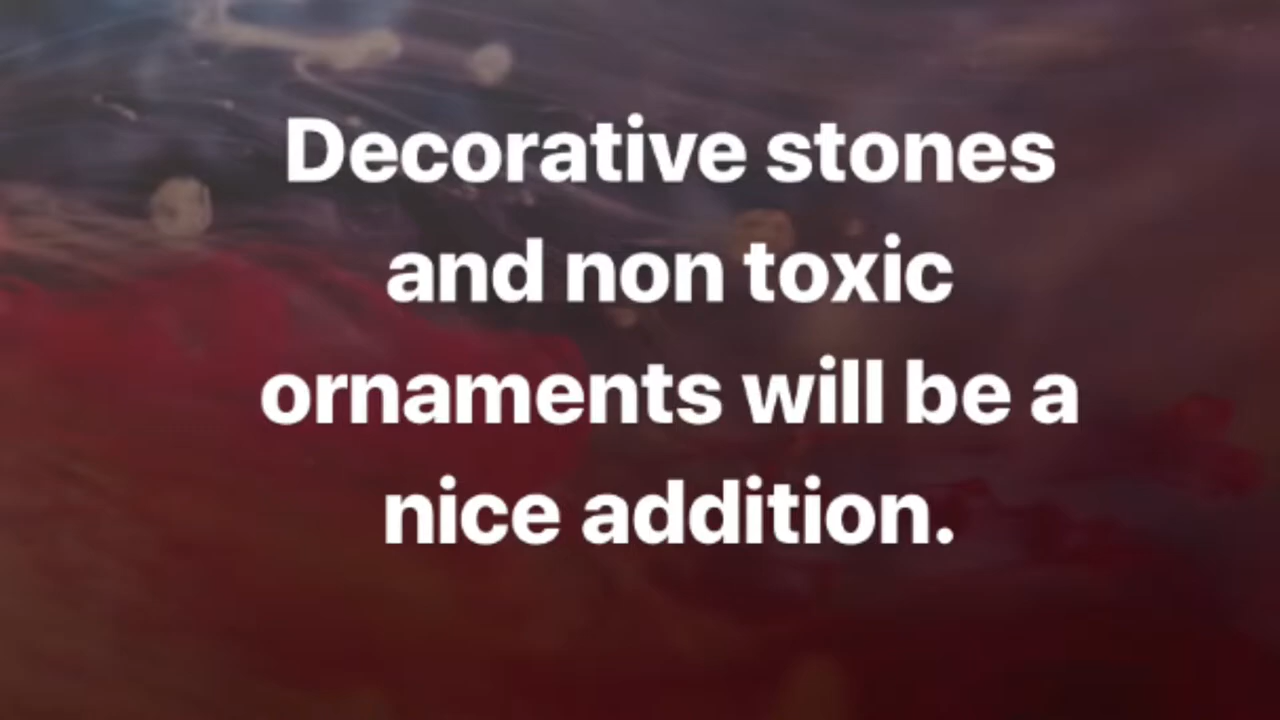 Decorative stones
and non toxic
ornaments will be a
nice addition.